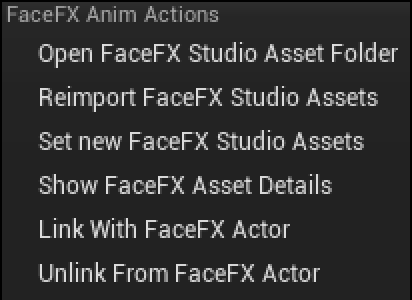 FaceFX Anim Actions
Open FaceFX Studio Asset Folder
Reimport FaceFX Studio Assets
Set new FaceFX Studio Assets
Show FaceFX Asset Details
Link With FaceFX Actor
Unlink From FaceFX Actor